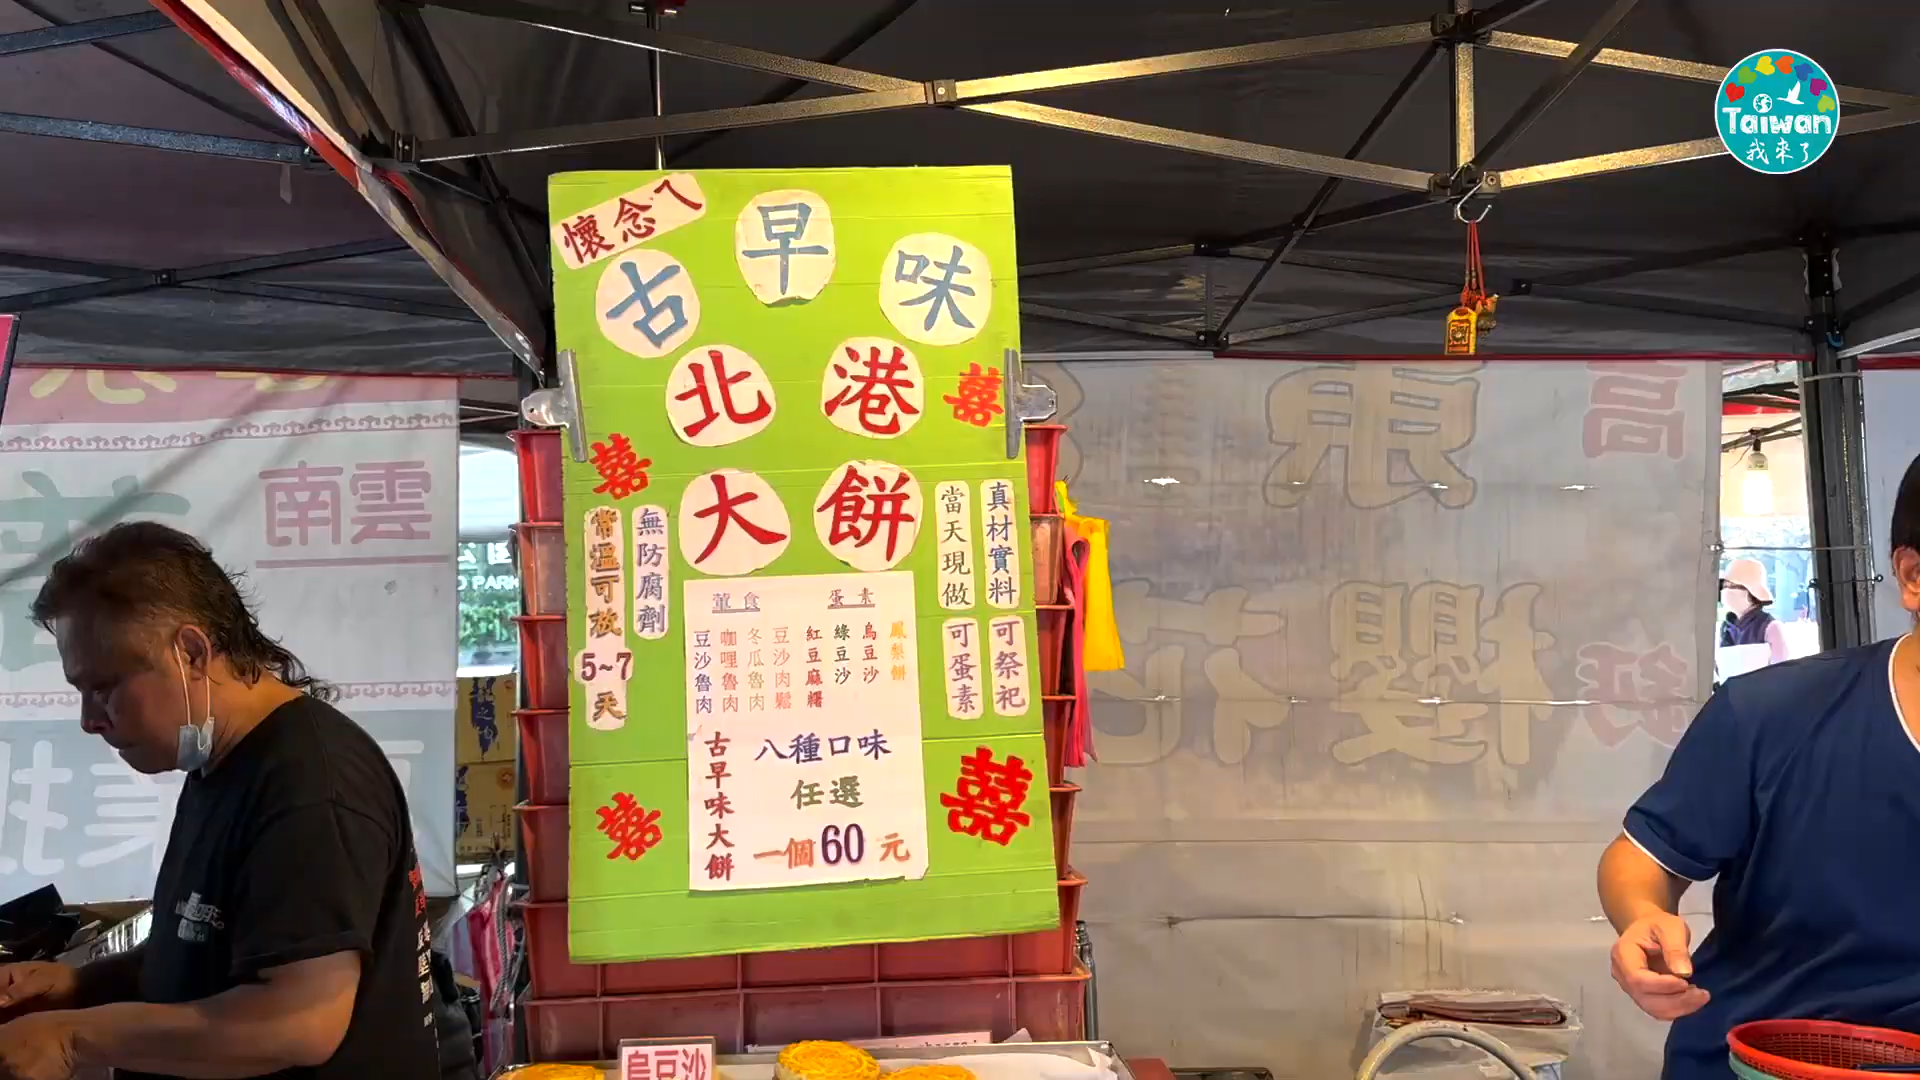 Taiwan
我來了
懷念ㄟ
古早味
北港
囍
囍
大餅
真材實料
當天現做
無防腐劑
常溫可放
5~7
天
可祭祀
可蛋素
葷食
蛋素
豆沙魯肉
咖哩魯肉
冬瓜魯肉
豆沙肉鬆
紅豆麻糬
綠豆沙
烏豆沙
鳳梨餅
古早味大餅
八種口味
任選
一個60元
囍
囍
烏豆沙
雲南
櫻花
高
PARK